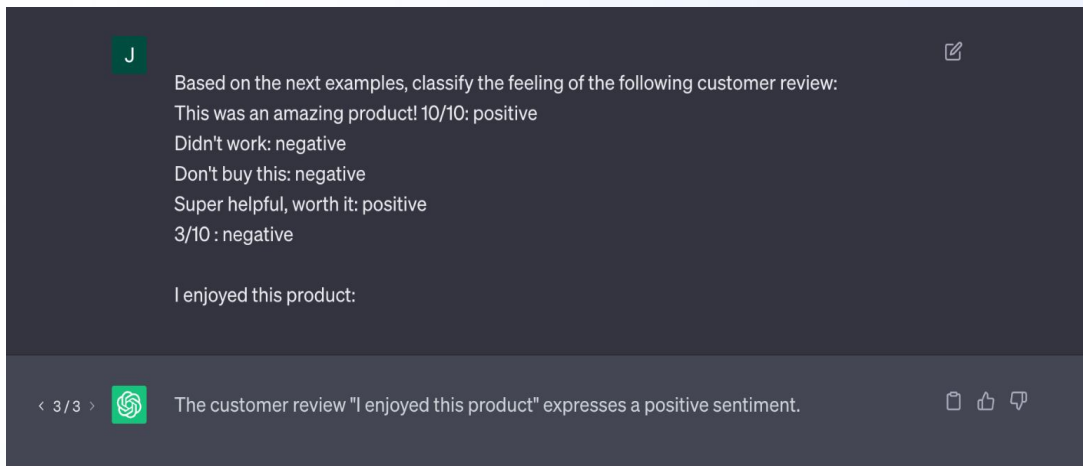 J
Based on the next examples, classify the feeling of the following customer review:
This was an amazing product! 10/10: positive
Didn't work: negative
Don't buy this: negative
Super helpful, worth it: positive
3/10 : negative
I enjoyed this product:
< 3/3 >
The customer review "I enjoyed this product" expresses a positive sentiment.